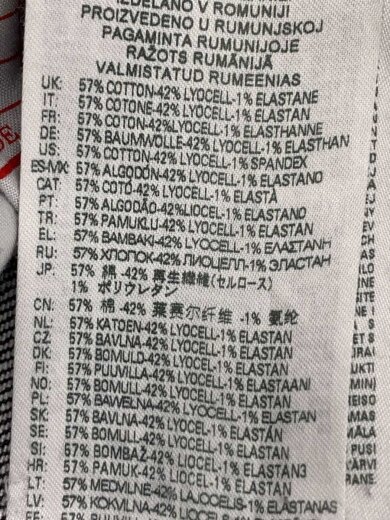 IZDELANO V ROMUNIJI
PROIZVEDENO U RUMUNJSKOJ
PAGAMINTA RUMUNIJOJE
RAŽOTS RUMĀNIJĀ
VALMISTATUD RUMEENIAS
UK: 57% COTTON-42% LYOCELL-1% ELASTANE
IT: 57% COTONE-42% LYOCELL-1% ELASTAN
FR: 57% COTON-42% LYOCELL-1% ELASTHANNE
DE: 57% BAUMWOLLE-42% LYOCELL-1% ELASTHAN
US: 57% COTTON-42% LYOCELL-1% SPANDEX
ES-MX: 57% ALGODÓN-42% LYOCELL-1% ELASTANO
CAT: 57% COTÓ-42% LYOCELL-1% ELASTÀ
PT: 57% ALGODÃO-42%LIOCEL-1% ELASTANO
TR: 57% PAMUKLU-42% LYOCELL-1% ELASTAN
EL: 57% ΒΑΜΒΑΚΙ-42% LYOCELL-1% ΕΛΑΣΤΑΝΗ
RU: 57% ХЛОПОК-42% ЛИОЦЕЛЛ-1% ЭЛАСТАН
JP: 57% 綿 -42% 再生繊維(セルロース)
1% ポリウレタン
CN: 57% 棉 -42% 莱赛尔纤维 -1% 氨纶
NL: 57% KATOEN-42% LYOCELL-1% ELASTAN
CZ: 57% BAVLNA-42% LYOCELL-1% ELASTAN
DK: 57% BOMULD-42% LYOCELL-1% ELASTAN
FI: 57% PUUVILLA-42% LYOCELL-1% ELASTAANI
NO: 57% BOMULL-42% LYOCELL-1% ELASTAN
PL: 57% BAWEŁNA-42% LYOCELL-1% ELASTAN
SK: 57% BAVLNA-42% LYOCEL-1% ELASTAN
SE: 57% BOMULL-42% LYOCELL-1% ELASTAN
SI: 57% BOMBAŽ-42% LYOCELL-1% ELASTAN
HR: 57% PAMUK-42% LYOCELL-1% ELASTAN3
LT: 57% MEDVILNĖ-42% LAJOCELIS-1% ELASTANAS
LV: 57% KOKVILNA-42% LIOCELS-1% ELASTĀNS